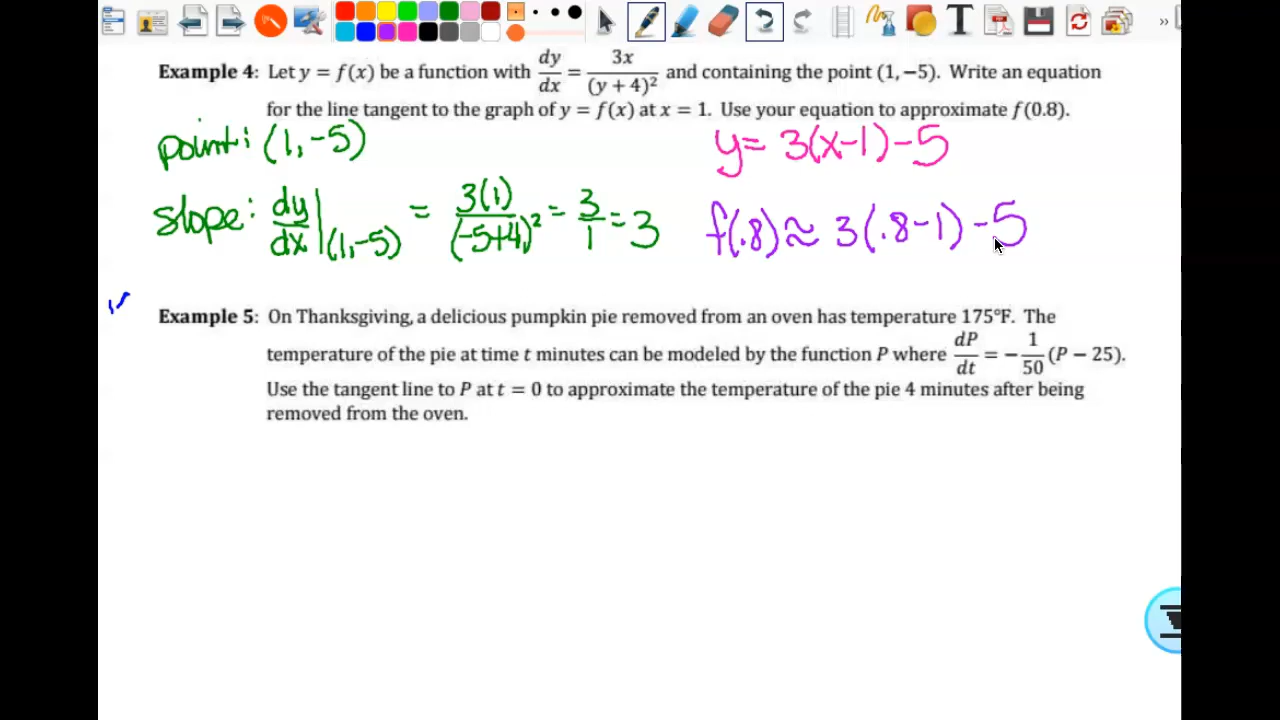 Example 4: Let y = f(x) be a function with dy/dx = 3x/(y + 4)² and containing the point (1, −5). Write an equation
for the line tangent to the graph of y = f(x) at x = 1. Use your equation to approximate f(0.8).
point: (1, -5)
y = 3(x-1) - 5
slope: dy/dx|(1, -5) = 3(1)/(-5+4)² = 3/1 = 3
f(.8) ≈ 3(.8-1) - 5
Example 5: On Thanksgiving, a delicious pumpkin pie removed from an oven has temperature 175°F. The
temperature of the pie at time t minutes can be modeled by the function P where dP/dt = −1/50 (P − 25).
Use the tangent line to P at t = 0 to approximate the temperature of the pie 4 minutes after being
removed from the oven.